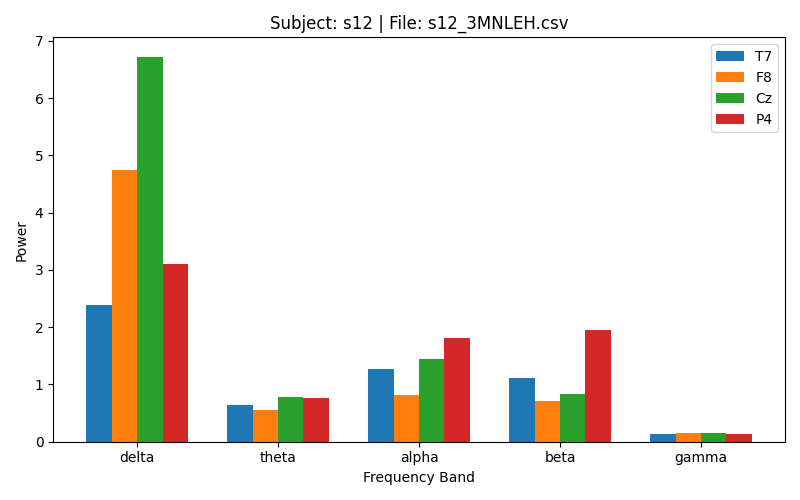 Subject: s12 | File: s12_3MNLEH.csv
7
6
5
4
3
2
1
0
Power
T7
F8
Cz
P4
delta theta alpha beta gamma
Frequency Band